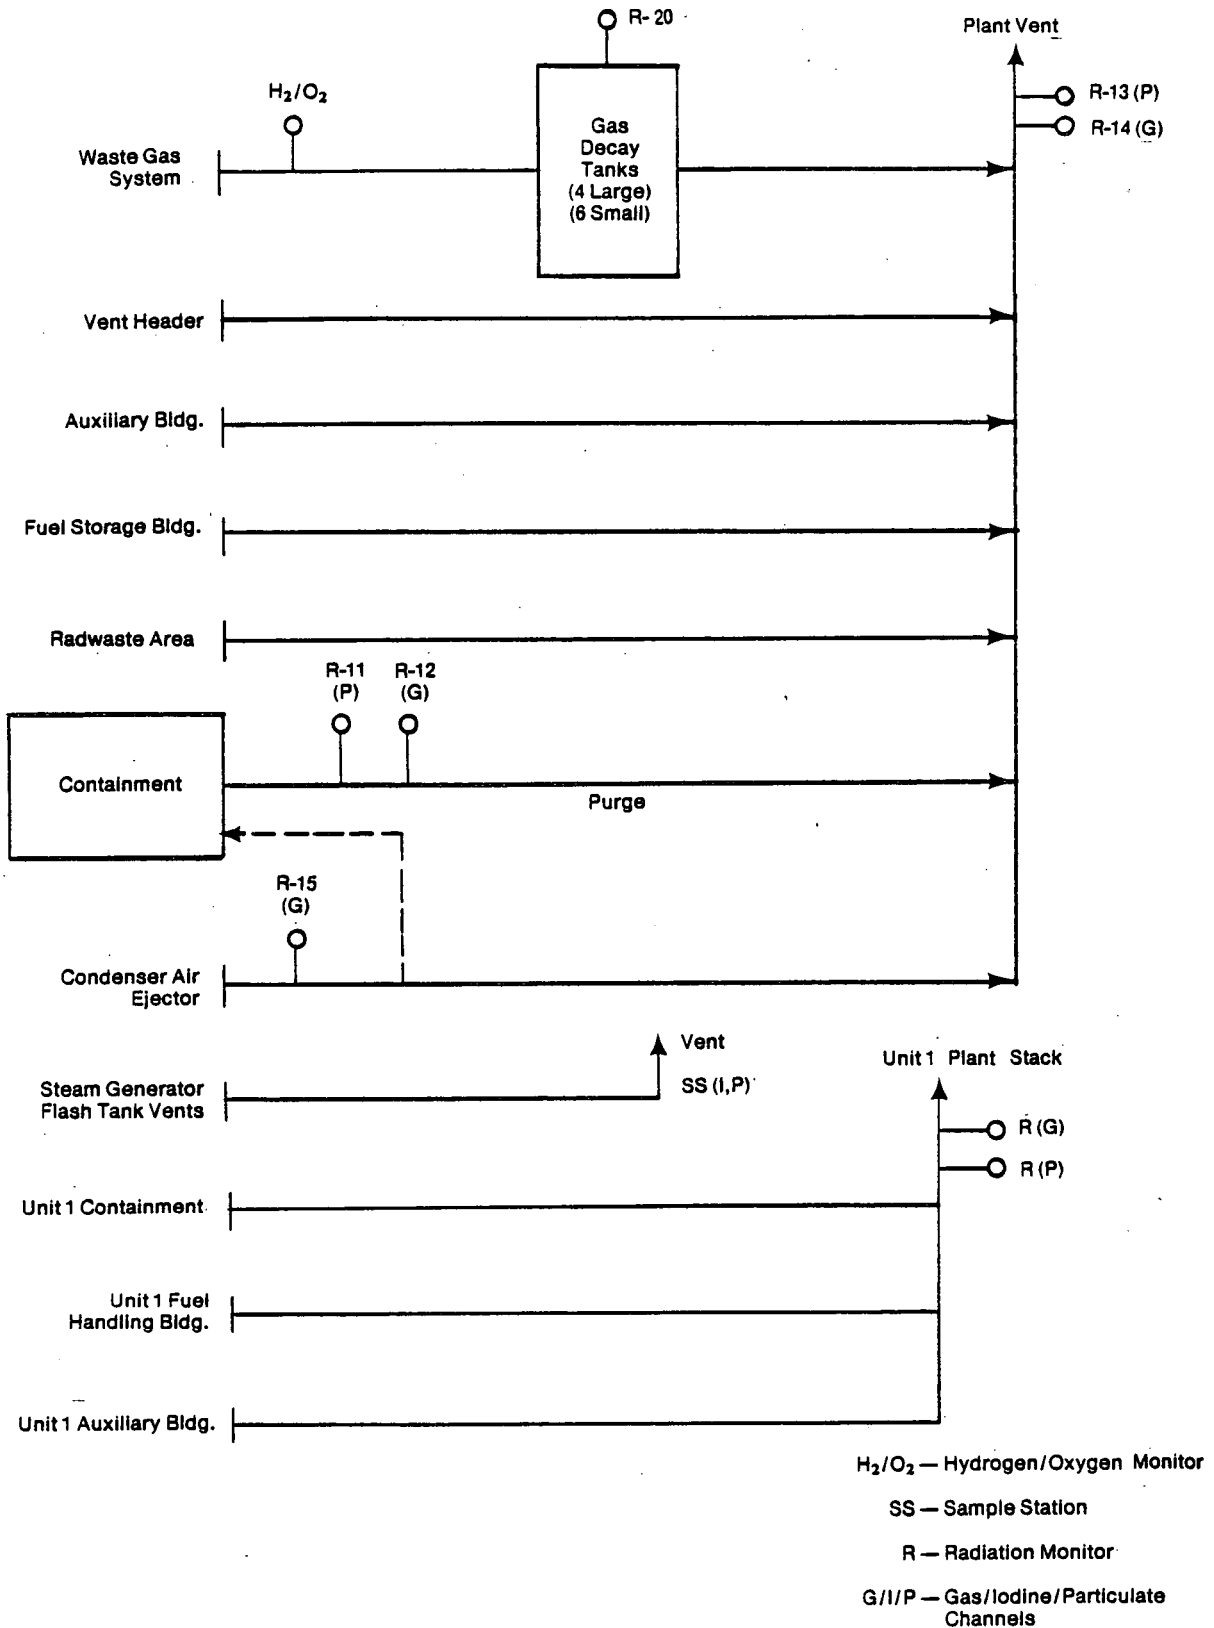 R-20
Plant Vent
H₂/O₂
R-13 (P)
R-14 (G)
Waste Gas
System
Gas
Decay
Tanks
(4 Large)
(6 Small)
Vent Header
Auxiliary Bldg.
Fuel Storage Bldg.
Radwaste Area
R-11
(P)
R-12
(G)
Containment
Purge
R-15
(G)
Condenser Air
Ejector
Vent
SS (I,P)
Steam Generator
Flash Tank Vents
Unit 1 Plant Stack
R (G)
R (P)
Unit 1 Containment
Unit 1 Fuel
Handling Bldg.
Unit 1 Auxiliary Bldg.
H₂/O₂ — Hydrogen/Oxygen Monitor
SS — Sample Station
R — Radiation Monitor
G/I/P — Gas/Iodine/Particulate
Channels